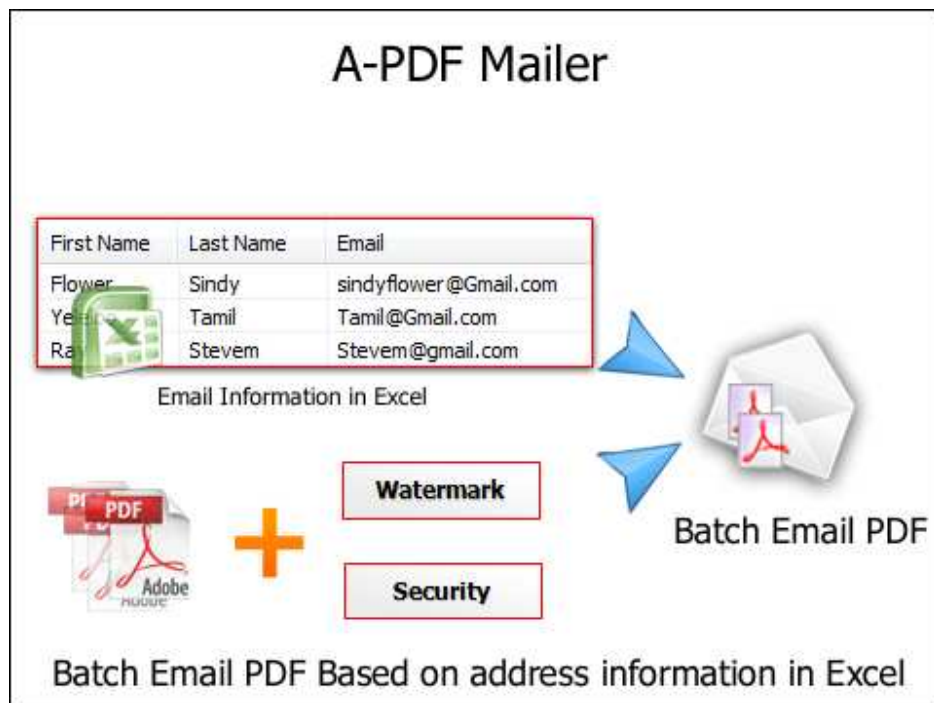 A-PDF Mailer
First Name Last Name Email
Flower Sindy sindyflower@Gmail.com
Tamil Tamil@Gmail.com
Stevem Stevem@gmail.com
Email Information in Excel
PDF
Adobe
Watermark
Security
Batch Email PDF
Batch Email PDF Based on address information in Excel